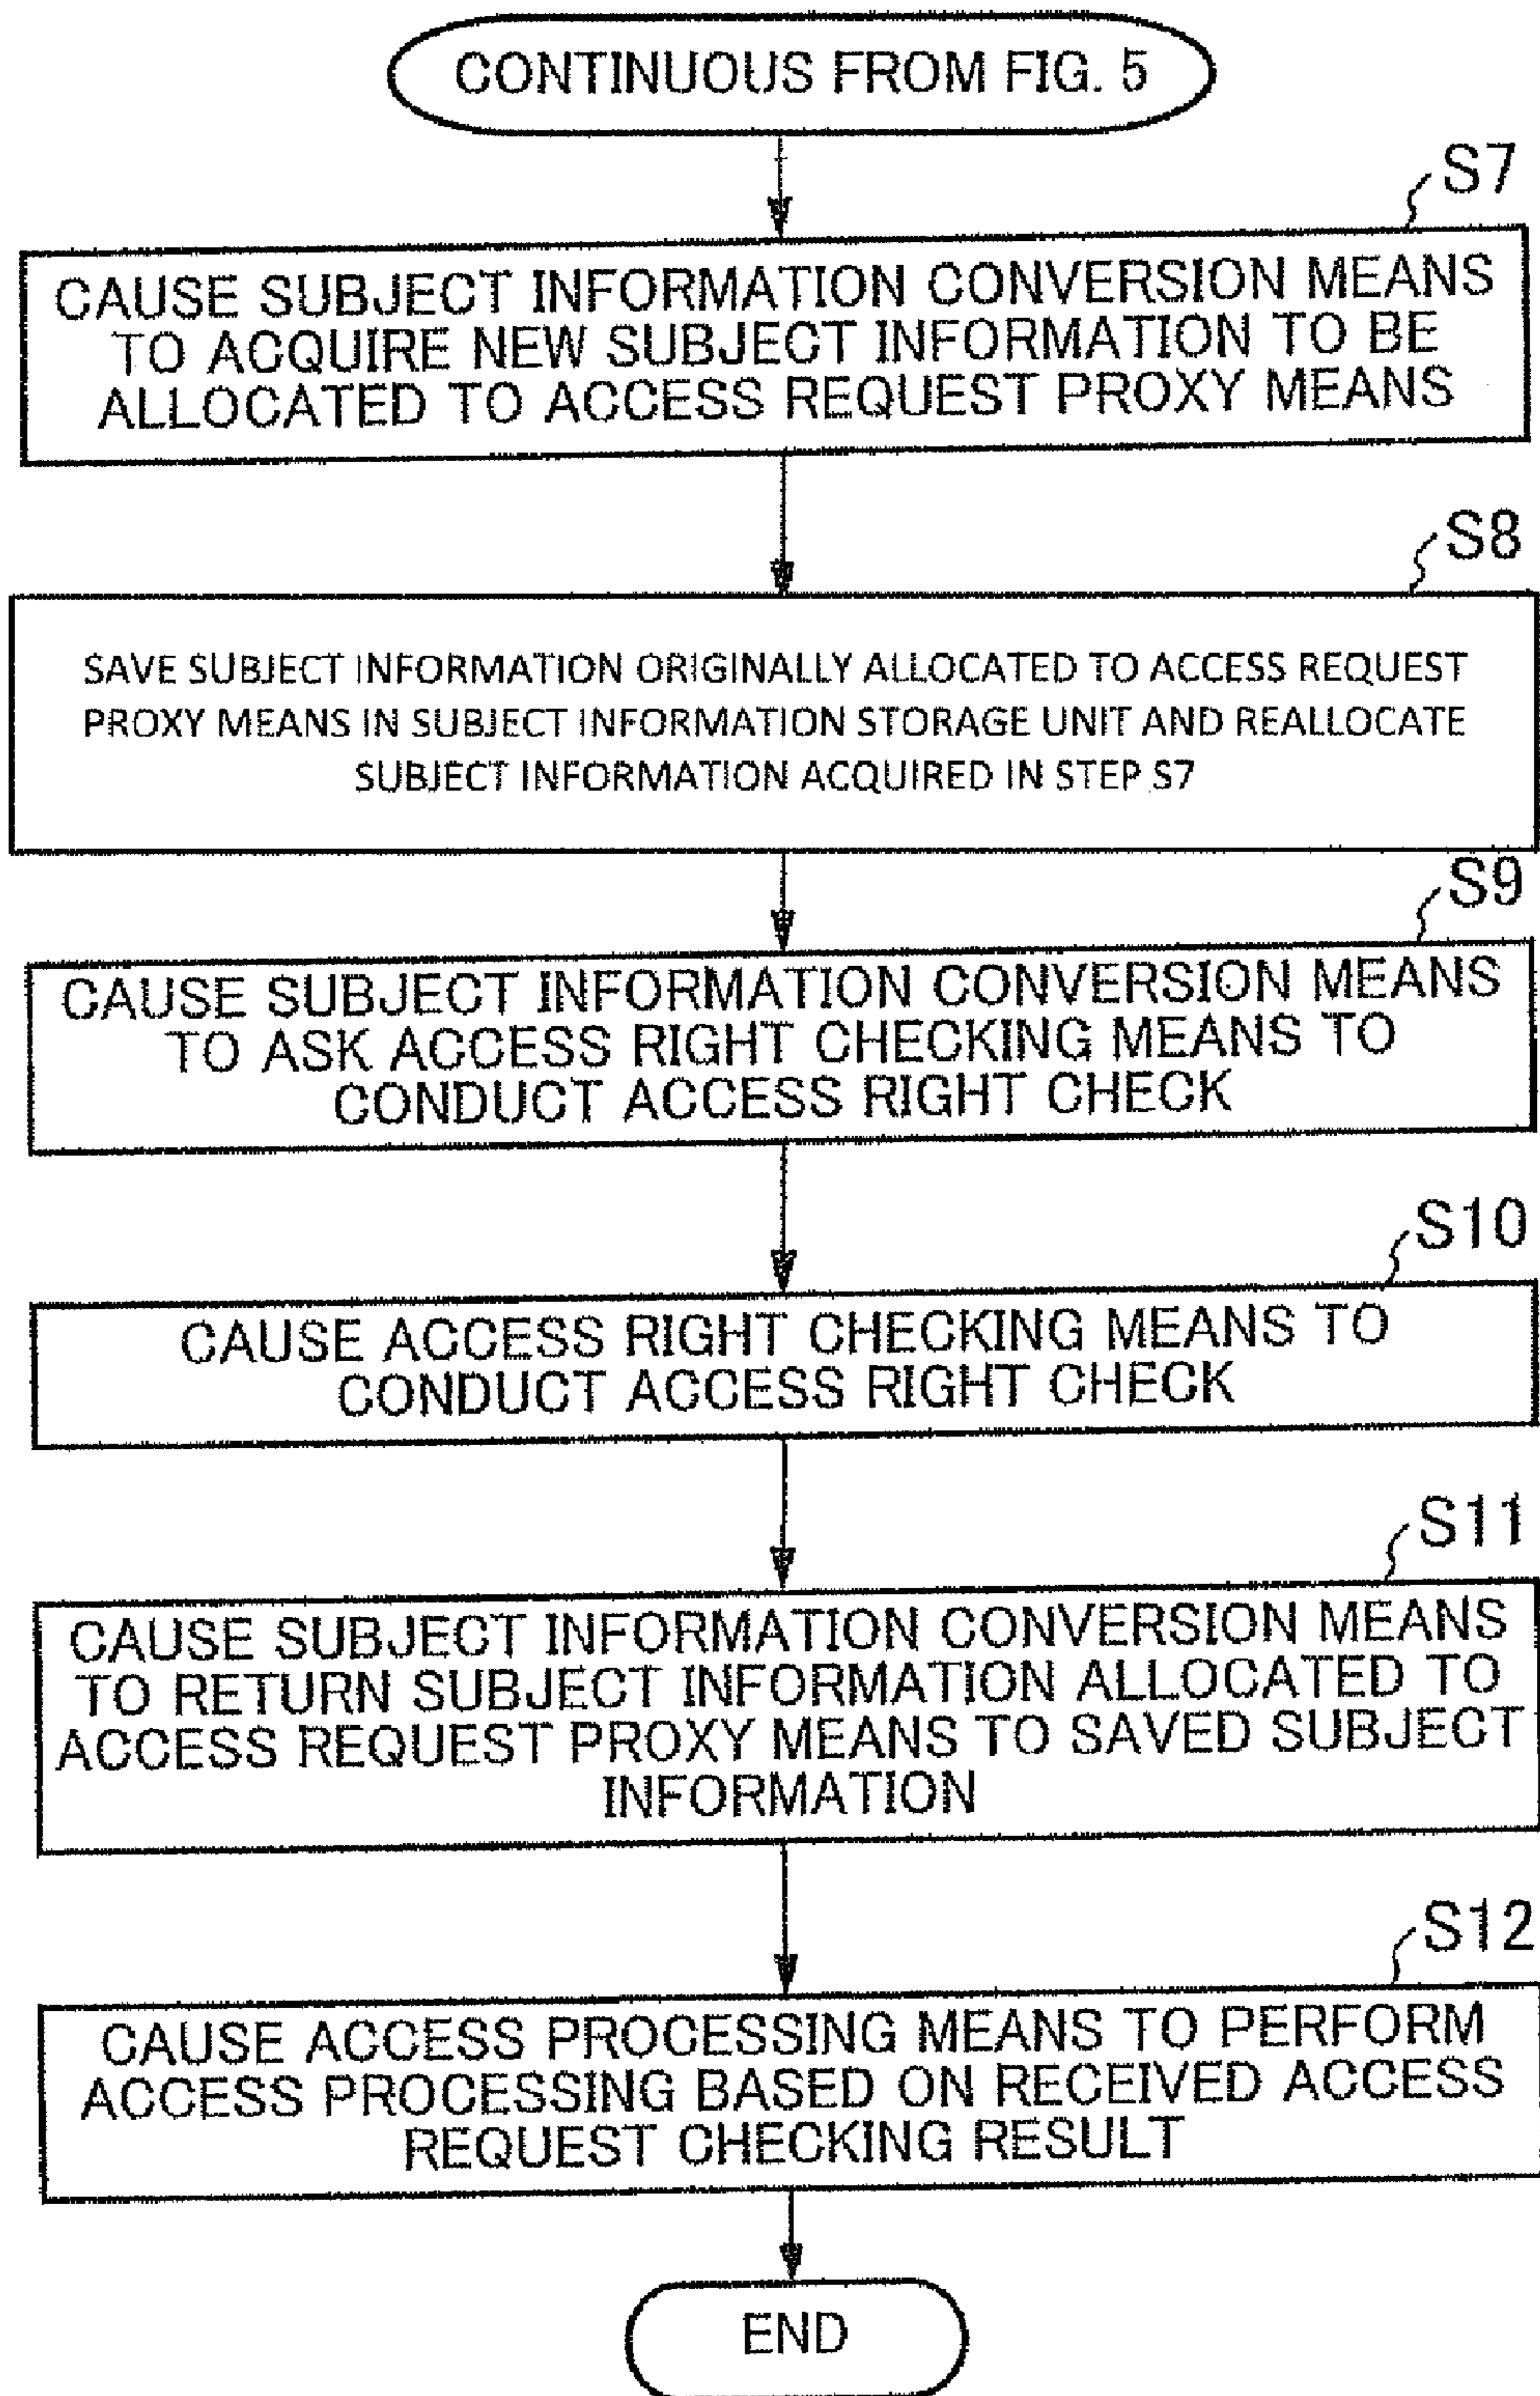 CONTINUOUS FROM FIG. 5
S7
CAUSE SUBJECT INFORMATION CONVERSION MEANS
TO ACQUIRE NEW SUBJECT INFORMATION TO BE
ALLOCATED TO ACCESS REQUEST PROXY MEANS
S8
SAVE SUBJECT INFORMATION ORIGINALLY ALLOCATED TO ACCESS REQUEST
PROXY MEANS IN SUBJECT INFORMATION STORAGE UNIT AND REALLOCATE
SUBJECT INFORMATION ACQUIRED IN STEP S7
S9
CAUSE SUBJECT INFORMATION CONVERSION MEANS
TO ASK ACCESS RIGHT CHECKING MEANS TO
CONDUCT ACCESS RIGHT CHECK
S10
CAUSE ACCESS RIGHT CHECKING MEANS TO
CONDUCT ACCESS RIGHT CHECK
S11
CAUSE SUBJECT INFORMATION CONVERSION MEANS
TO RETURN SUBJECT INFORMATION ALLOCATED TO
ACCESS REQUEST PROXY MEANS TO SAVED SUBJECT
INFORMATION
S12
CAUSE ACCESS PROCESSING MEANS TO PERFORM
ACCESS PROCESSING BASED ON RECEIVED ACCESS
REQUEST CHECKING RESULT
END